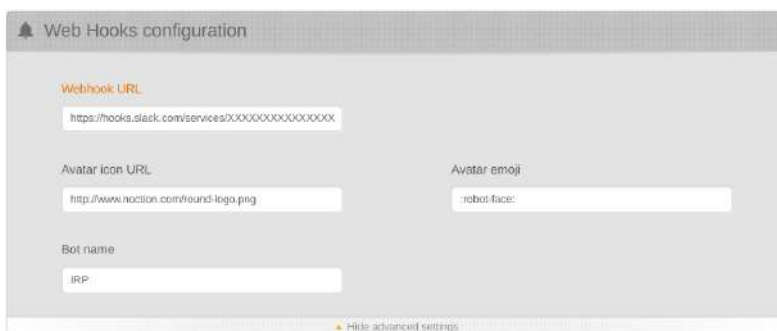 Web Hooks configuration
Webhook URL
https://hooks.slack.com/services/XXXXXXXXXXXXXXX
Avatar icon URL
Avatar emoji
http://www.noction.com/round-logo.png
:robot-face:
Bot name
IRP
Hide advanced settings